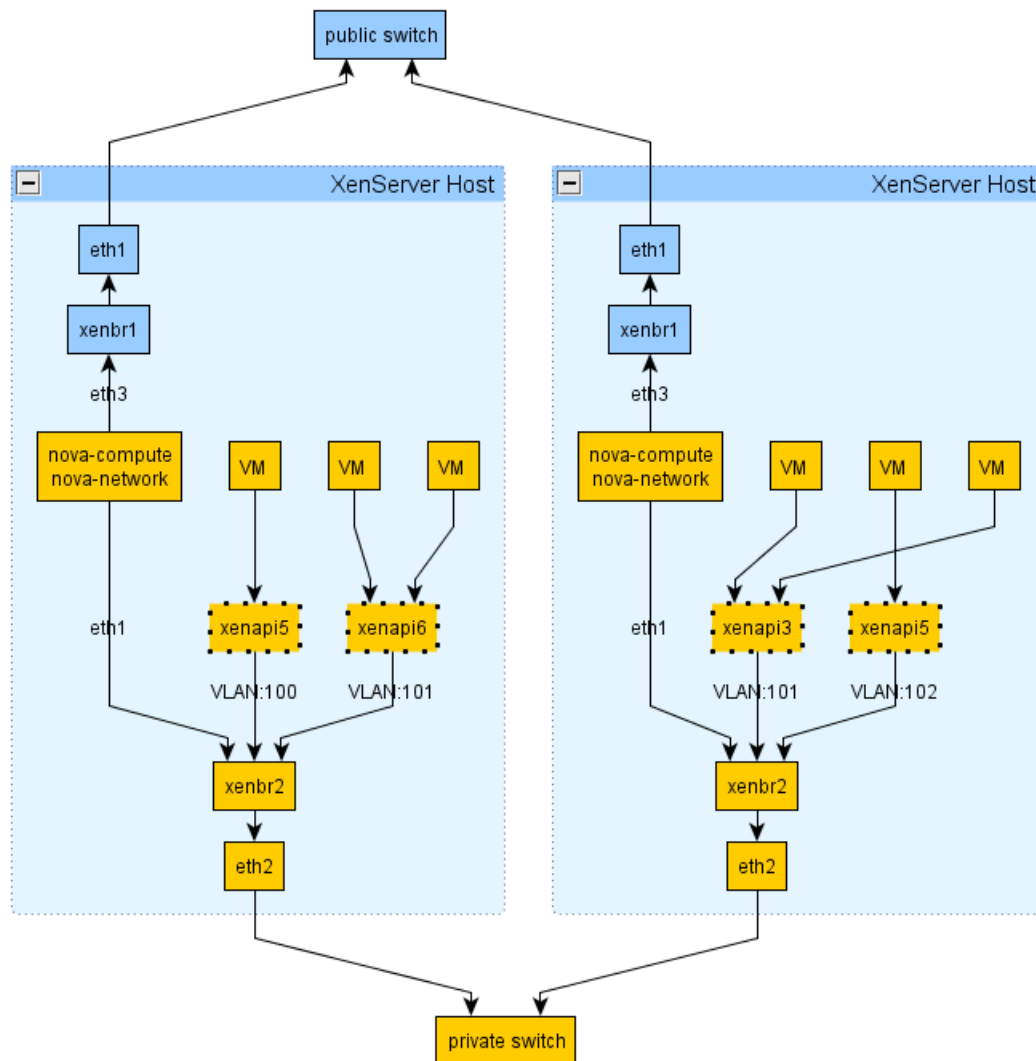 public switch
XenServer Host
XenServer Host
eth1
eth1
xenbr1
xenbr1
eth3
eth3
nova-compute
nova-network
VM
VM
VM
nova-compute
nova-network
VM
VM
VM
eth1
xenapi5
xenapi6
eth1
xenapi3
xenapi5
VLAN:100
VLAN:101
VLAN:101
VLAN:102
xenbr2
xenbr2
eth2
eth2
private switch